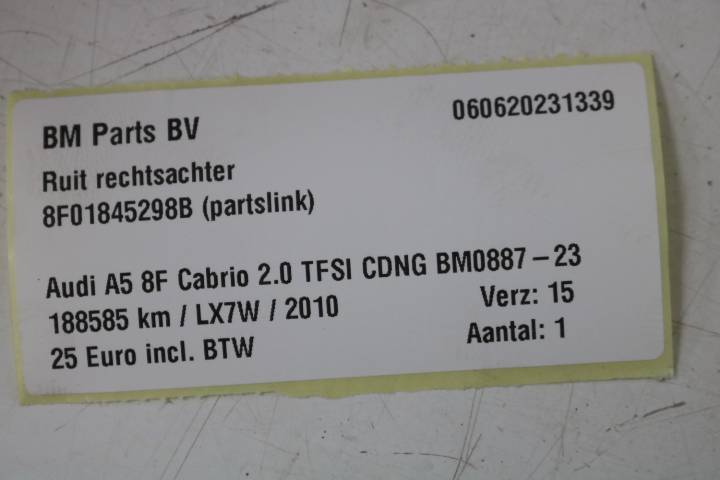 BM Parts BV
060620231339
Ruit rechtsachter
8F01845298B (partslink)
Audi A5 8F Cabrio 2.0 TFSI CDNG BM0887-23
188585 km / LX7W / 2010
Verz: 15
25 Euro incl. BTW
Aantal: 1